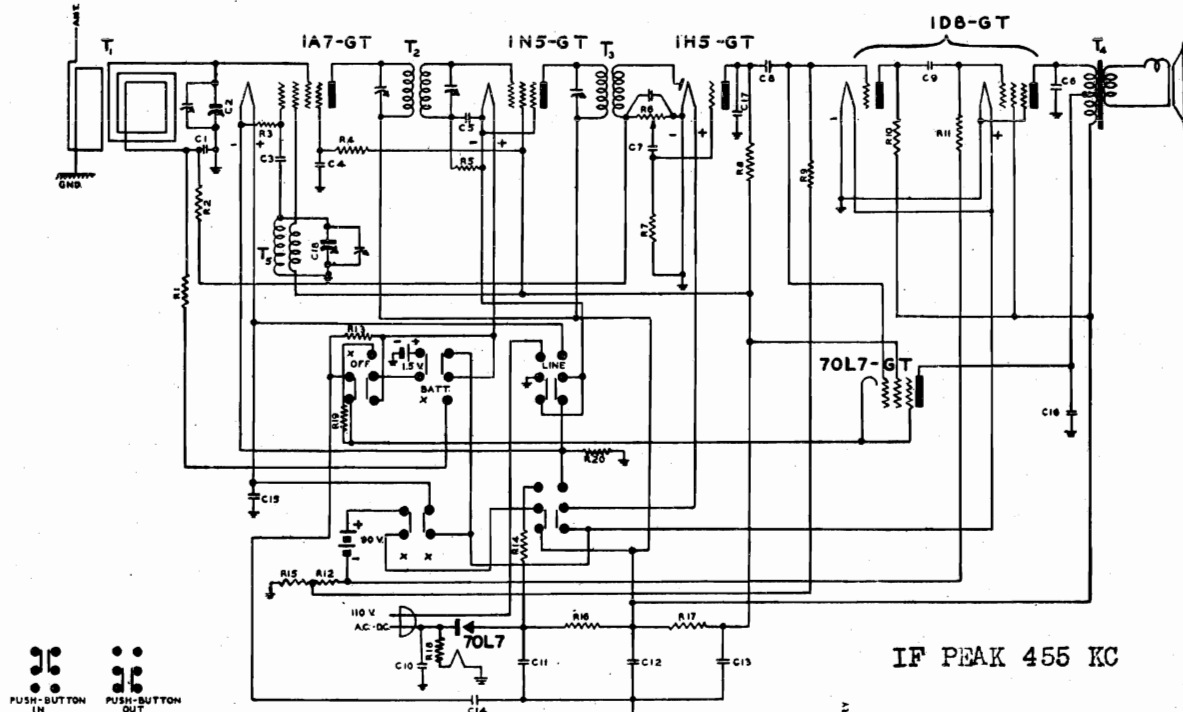 ANT.
T1
1A7-GT
T2
1N5-GT
T3
1H5-GT
1D8-GT
T4
C2
C1
GND.
R3
+
-
C3
C4
R4
C5
R5
-
+
R6
C7
-
+
C17
C8
R8
R9
R10
C9
R11
-
+
C6
R2
R1
T5
C18
R7
R13
X
OFF
- +
1.5 V.
BATT.
X
LINE
70L7-GT
R19
R20
C16
C15
+
90 V.
-
X X
R14
R15
R12
110 V.
A.C.-D.C.
R18
70L7
R16
R17
C10
C11
C12
C13
C14
IF PEAK 455 KC
PUSH-BUTTON
IN
PUSH-BUTTON
OUT